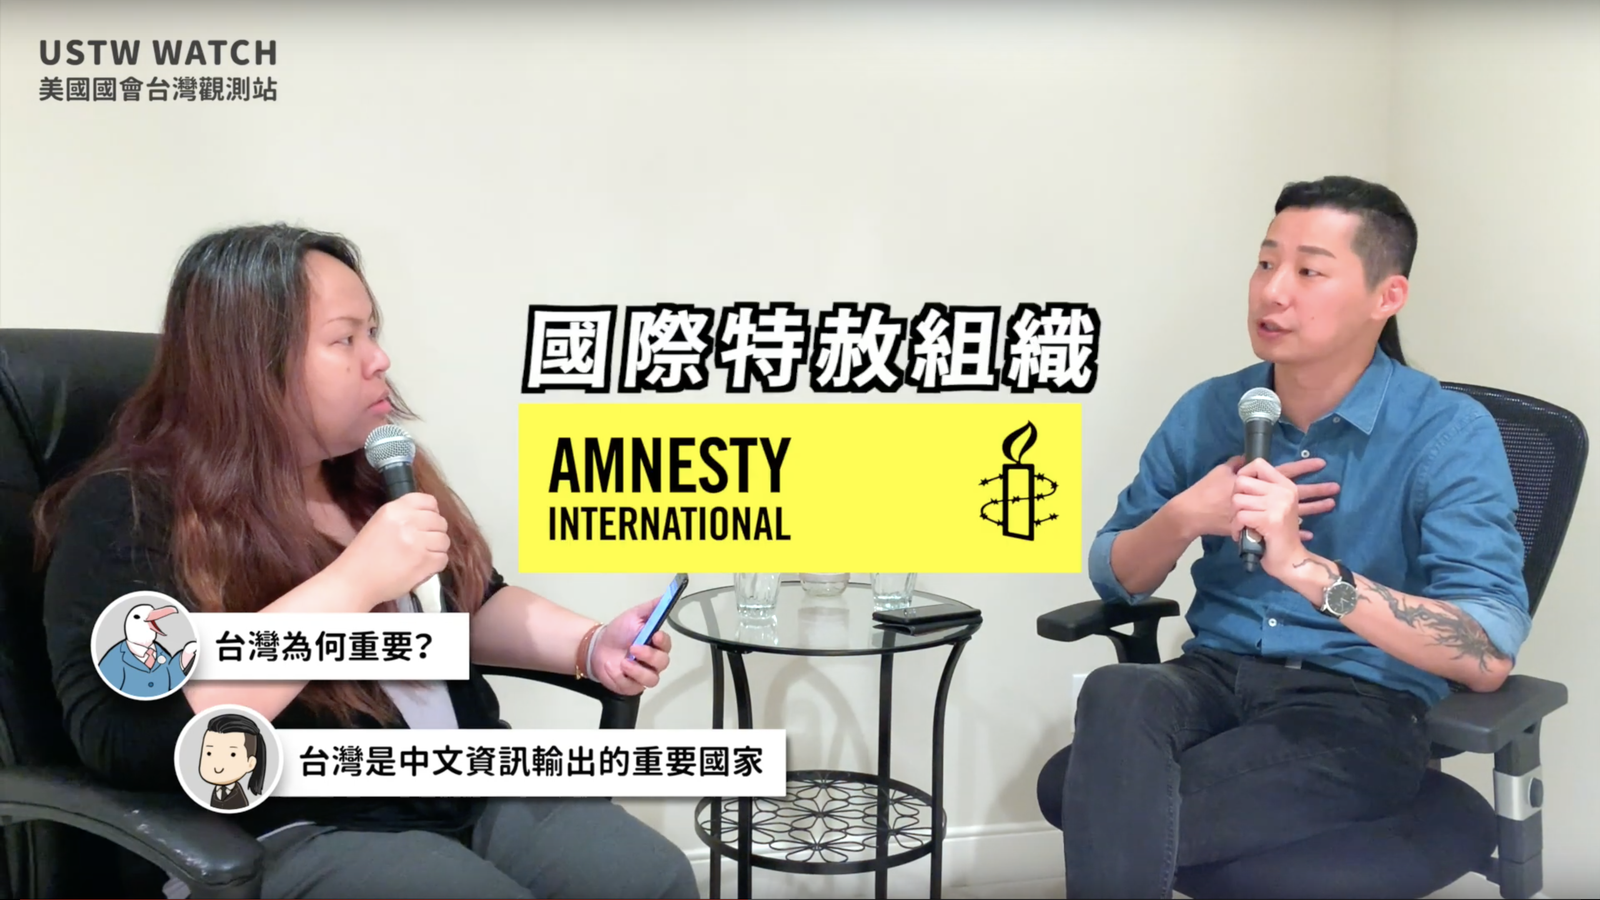 USTW WATCH
美國國會台灣觀測站
國際特赦組織
AMNESTY
INTERNATIONAL
台灣為何重要?
台灣是中文資訊輸出的重要國家